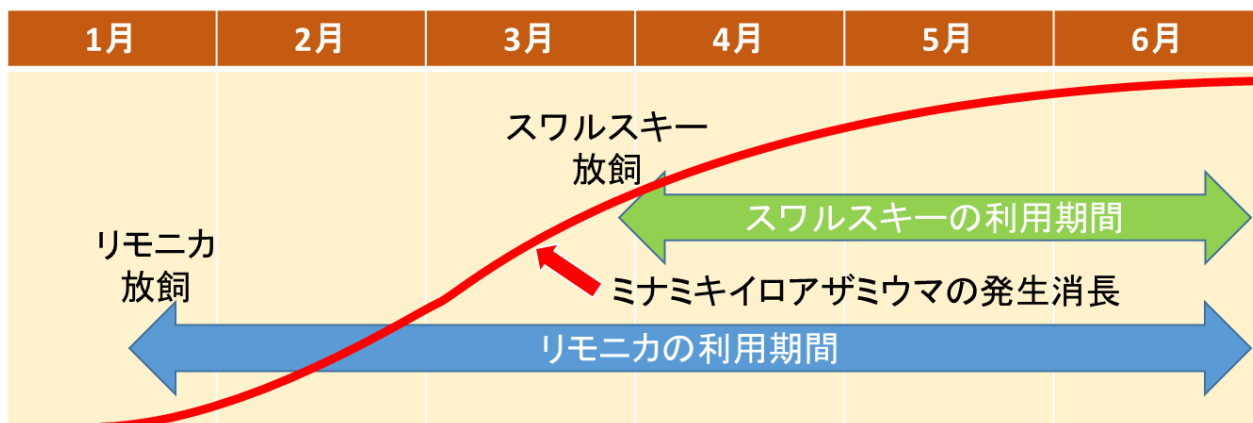 1月 2月 3月 4月 5月 6月
スワルスキー
放飼
スワルスキーの利用期間
リモニカ
放飼
ミナミキイロアザミウマの発生消長
リモニカの利用期間